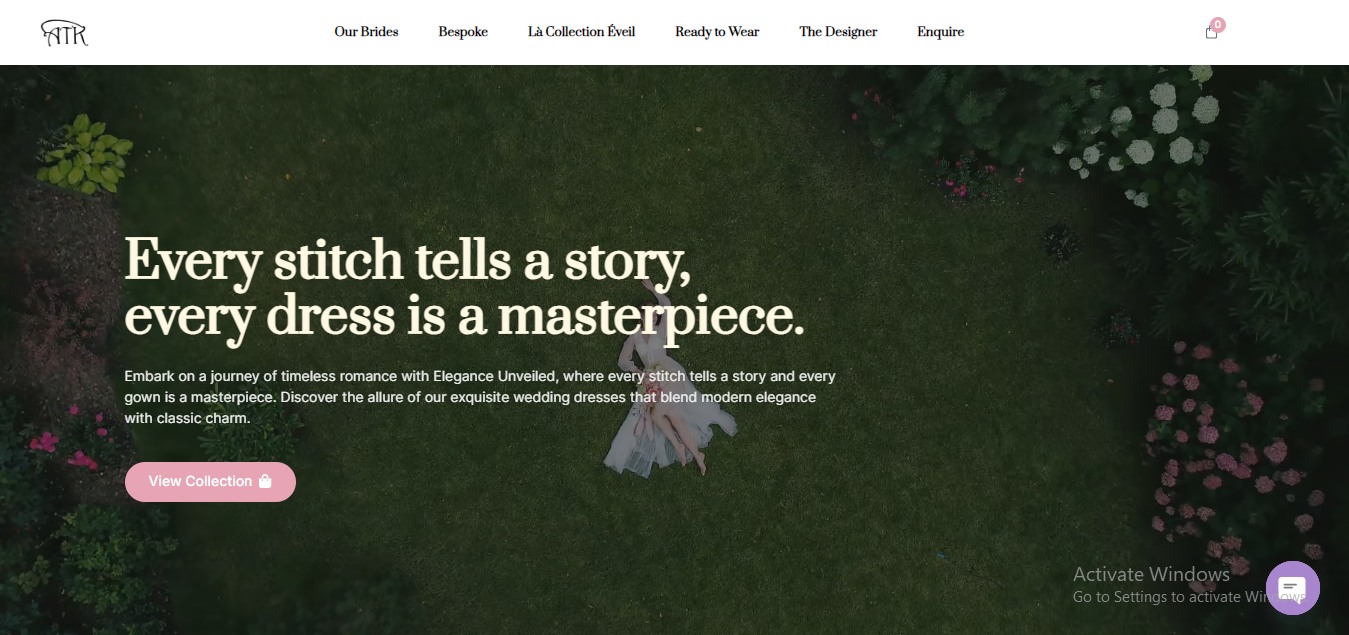 ATR
Our Brides
Bespoke
Là Collection Éveil
Ready to Wear
The Designer
Enquire
0
Every stitch tells a story,
every dress is a masterpiece.
Embark on a journey of timeless romance with Elegance Unveiled, where every stitch tells a story and every
gown is a masterpiece. Discover the allure of our exquisite wedding dresses that blend modern elegance
with classic charm.
View Collection
Activate Windows
Go to Settings to activate Windows.